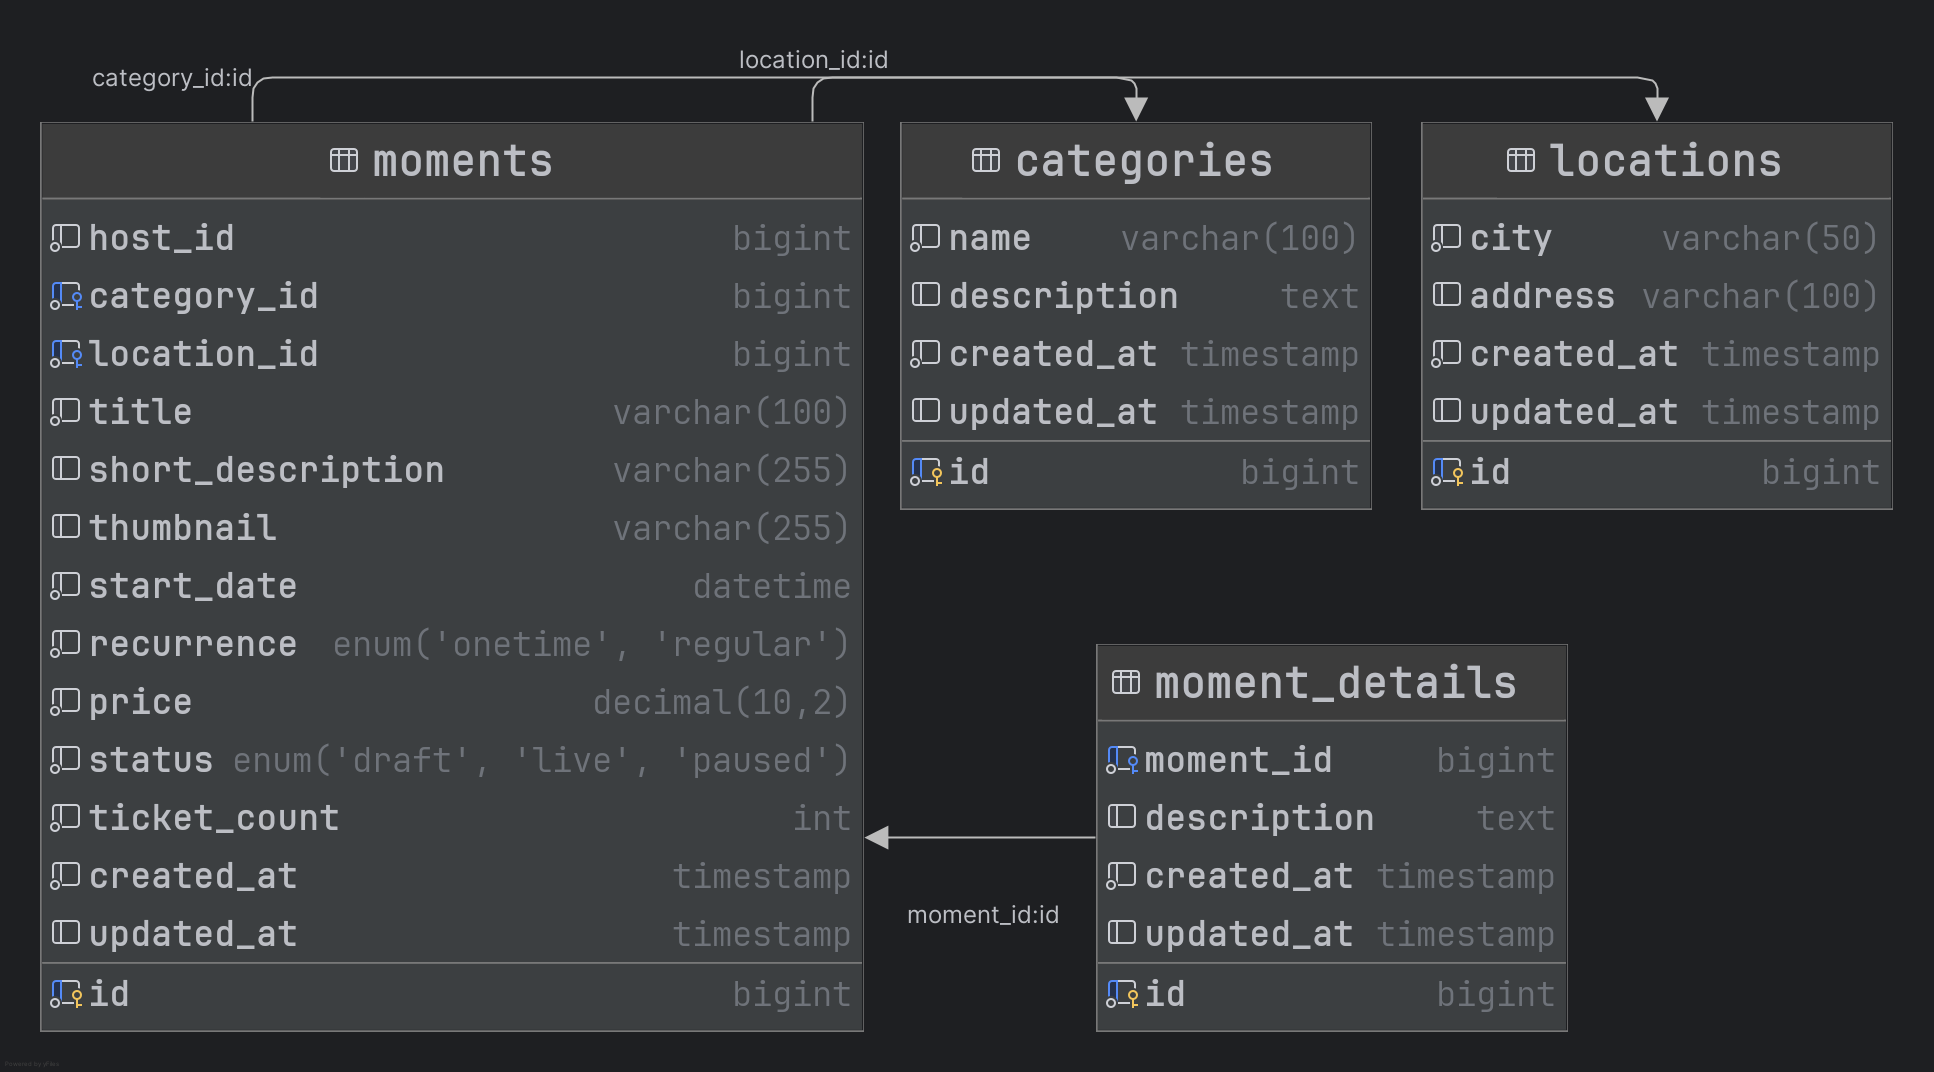 location_id:id
category_id:id
moments
host_id bigint
category_id bigint
location_id bigint
title varchar(100)
short_description varchar(255)
thumbnail varchar(255)
start_date datetime
recurrence enum('onetime', 'regular')
price decimal(10,2)
status enum('draft', 'live', 'paused')
ticket_count int
created_at timestamp
updated_at timestamp
id bigint
categories
name varchar(100)
description text
created_at timestamp
updated_at timestamp
id bigint
locations
city varchar(50)
address varchar(100)
created_at timestamp
updated_at timestamp
id bigint
moment_details
moment_id bigint
description text
created_at timestamp
updated_at timestamp
id bigint
moment_id:id